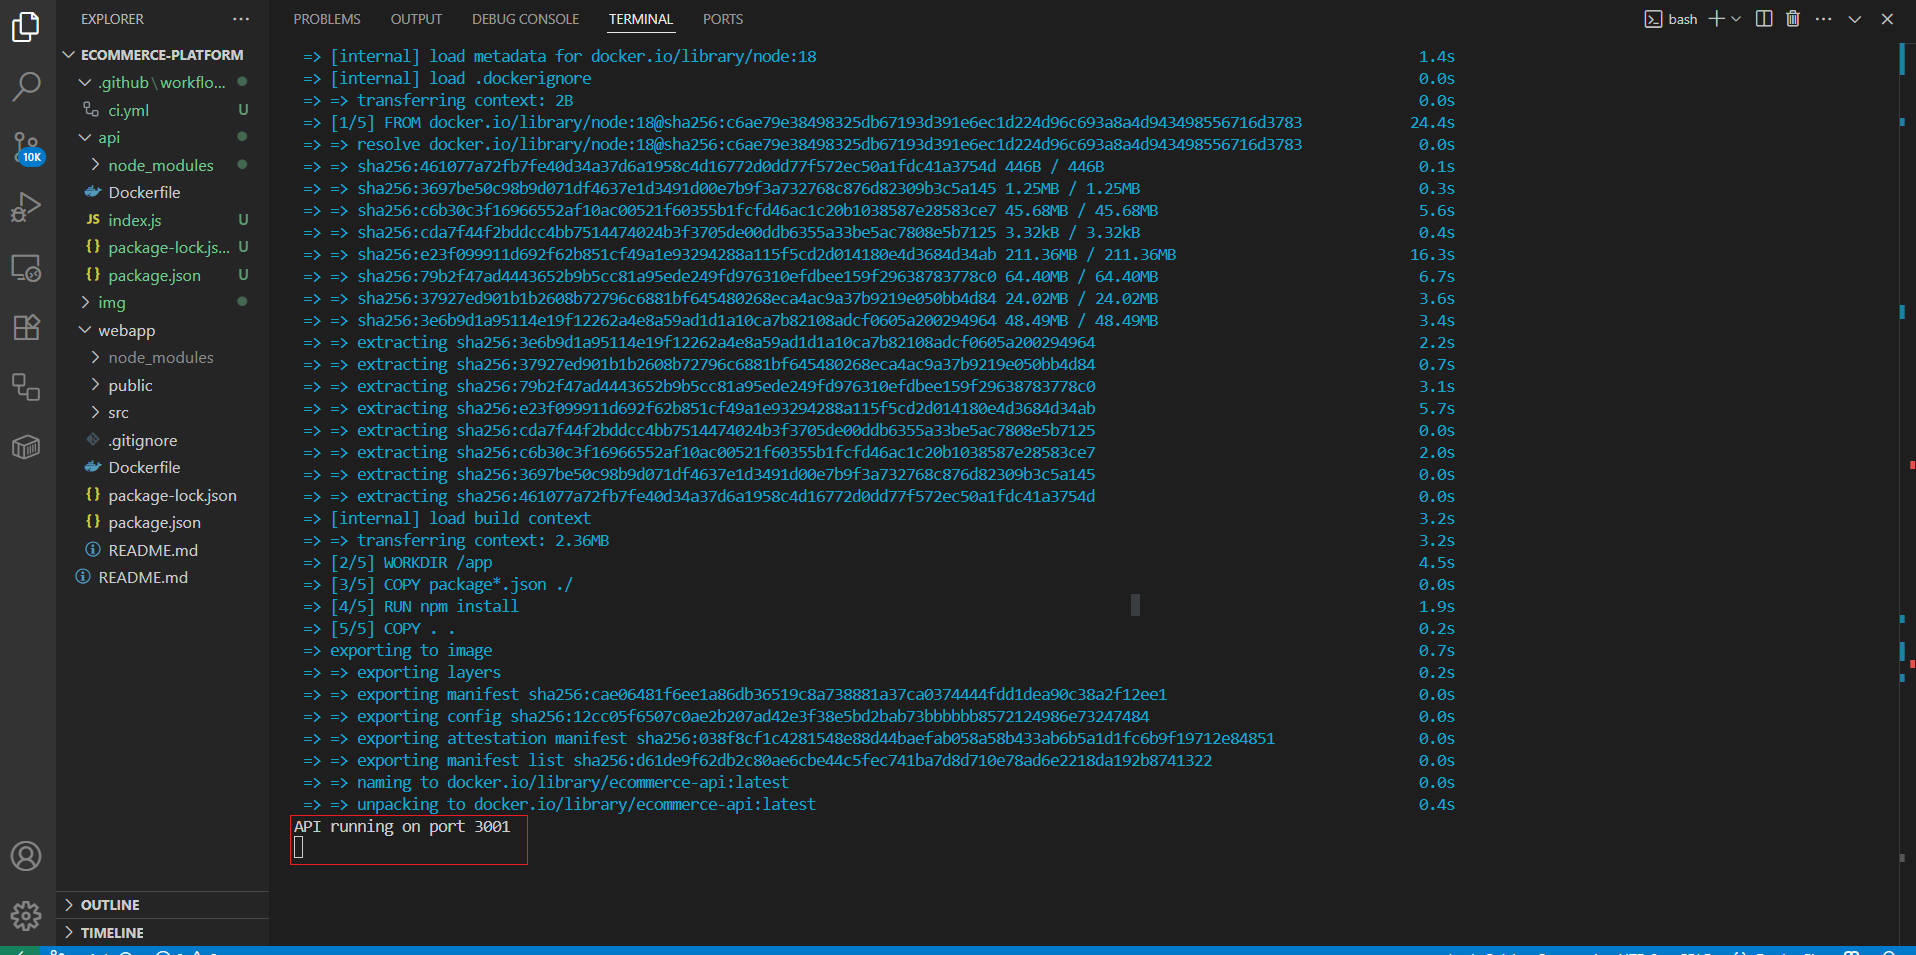 EXPLORER
ECOMMERCE-PLATFORM
.github\workflo...
ci.yml U
api
node_modules
Dockerfile
JS index.js U
{} package-lock.js... U
{} package.json U
img
webapp
node_modules
public
src
.gitignore
Dockerfile
{} package-lock.json
{} package.json
README.md
README.md
OUTLINE
TIMELINE
10K
PROBLEMS OUTPUT DEBUG CONSOLE TERMINAL PORTS
bash
=> [internal] load metadata for docker.io/library/node:18 1.4s
=> [internal] load .dockerignore 0.0s
=> => transferring context: 2B 0.0s
=> [1/5] FROM docker.io/library/node:18@sha256:c6ae79e38498325db67193d391e6ec1d224d96c693a8a4d943498556716d3783 24.4s
=> => resolve docker.io/library/node:18@sha256:c6ae79e38498325db67193d391e6ec1d224d96c693a8a4d943498556716d3783 0.0s
=> => sha256:461077a72fb7fe40d34a37d6a1958c4d16772d0dd77f572ec50a1fdc41a3754d 446B / 446B 0.1s
=> => sha256:3697be50c98b9d071df4637e1d3491d00e7b9f3a732768c876d82309b3c5a145 1.25MB / 1.25MB 0.3s
=> => sha256:c6b30c3f16966552af10ac00521f60355b1fcfd46ac1c20b1038587e28583ce7 45.68MB / 45.68MB 5.6s
=> => sha256:cda7f44f2bddcc4bb7514474024b3f3705de00ddb6355a33be5ac7808e5b7125 3.32kB / 3.32kB 0.4s
=> => sha256:e23f099911d692f62b851cf49a1e93294288a115f5cd2d014180e4d3684d34ab 211.36MB / 211.36MB 16.3s
=> => sha256:79b2f47ad4443652b9b5cc81a95ede249fd976310efdbee159f29638783778c0 64.40MB / 64.40MB 6.7s
=> => sha256:37927ed901b1b2608b72796c6881bf645480268eca4ac9a37b9219e050bb4d84 24.02MB / 24.02MB 3.6s
=> => sha256:3e6b9d1a95114e19f12262a4e8a59ad1d1a10ca7b82108adcf0605a200294964 48.49MB / 48.49MB 3.4s
=> => extracting sha256:3e6b9d1a95114e19f12262a4e8a59ad1d1a10ca7b82108adcf0605a200294964 2.2s
=> => extracting sha256:37927ed901b1b2608b72796c6881bf645480268eca4ac9a37b9219e050bb4d84 0.7s
=> => extracting sha256:79b2f47ad4443652b9b5cc81a95ede249fd976310efdbee159f29638783778c0 3.1s
=> => extracting sha256:e23f099911d692f62b851cf49a1e93294288a115f5cd2d014180e4d3684d34ab 5.7s
=> => extracting sha256:cda7f44f2bddcc4bb7514474024b3f3705de00ddb6355a33be5ac7808e5b7125 0.0s
=> => extracting sha256:c6b30c3f16966552af10ac00521f60355b1fcfd46ac1c20b1038587e28583ce7 2.0s
=> => extracting sha256:3697be50c98b9d071df4637e1d3491d00e7b9f3a732768c876d82309b3c5a145 0.0s
=> => extracting sha256:461077a72fb7fe40d34a37d6a1958c4d16772d0dd77f572ec50a1fdc41a3754d 0.0s
=> [internal] load build context 3.2s
=> => transferring context: 2.36MB 3.2s
=> [2/5] WORKDIR /app 4.5s
=> [3/5] COPY package*.json ./ 0.0s
=> [4/5] RUN npm install 1.9s
=> [5/5] COPY . . 0.2s
=> exporting to image 0.7s
=> => exporting layers 0.2s
=> => exporting manifest sha256:cae06481f6ee1a86db36519c8a738881a37ca0374444fdd1dea90c38a2f12ee1 0.0s
=> => exporting config sha256:12cc05f6507c0ae2b207ad42e3f38e5bd2bab73bbbbbb8572124986e73247484 0.0s
=> => exporting attestation manifest sha256:038f8cf1c4281548e88d44baefab058a58b433ab6b5a1d1fc6b9f19712e84851 0.0s
=> => exporting manifest list sha256:d61de9f62db2c80ae6cbe44c5fec741ba7d8d710e78ad6e2218da192b8741322 0.0s
=> => naming to docker.io/library/ecommerce-api:latest 0.0s
=> => unpacking to docker.io/library/ecommerce-api:latest 0.4s
API running on port 3001